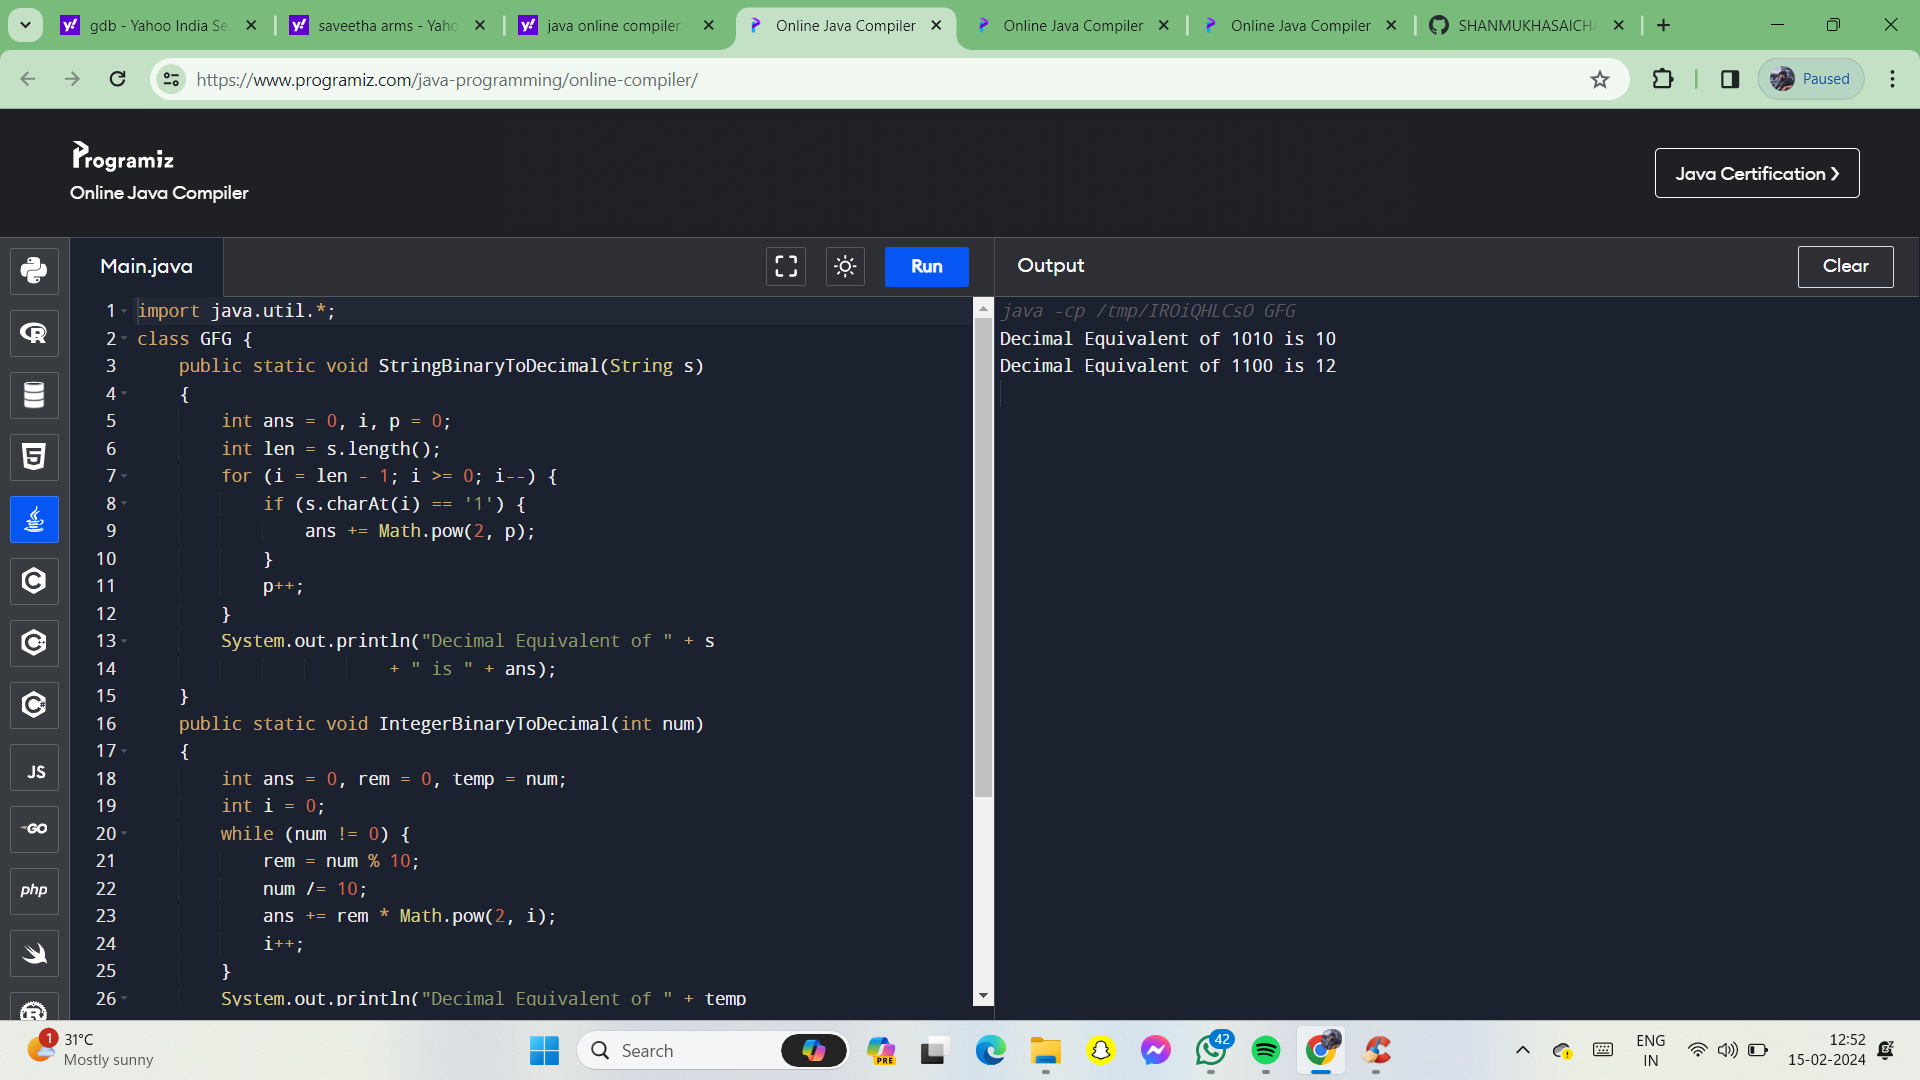 gdb - Yahoo India Se
saveetha arms - Yaho
java online compiler
Online Java Compiler
Online Java Compiler
Online Java Compiler
SHANMUKHASAICHA
https://www.programiz.com/java-programming/online-compiler/
Paused
Programiz
Online Java Compiler
Java Certification ❯
Main.java
Run
Output
Clear
1 import java.util.*;
2 class GFG {
3 public static void StringBinaryToDecimal(String s)
4 {
5 int ans = 0, i, p = 0;
6 int len = s.length();
7 for (i = len - 1; i >= 0; i--) {
8 if (s.charAt(i) == '1') {
9 ans += Math.pow(2, p);
10 }
11 p++;
12 }
13 System.out.println("Decimal Equivalent of " + s
14 + " is " + ans);
15 }
16 public static void IntegerBinaryToDecimal(int num)
17 {
18 int ans = 0, rem = 0, temp = num;
19 int i = 0;
20 while (num != 0) {
21 rem = num % 10;
22 num /= 10;
23 ans += rem * Math.pow(2, i);
24 i++;
25 }
26 System.out.println("Decimal Equivalent of " + temp
java -cp /tmp/IROiQHLCsO GFG
Decimal Equivalent of 1010 is 10
Decimal Equivalent of 1100 is 12
JS
GO
php
1
31°C
Mostly sunny
Search
PRE
42
ENG
IN
12:52
15-02-2024